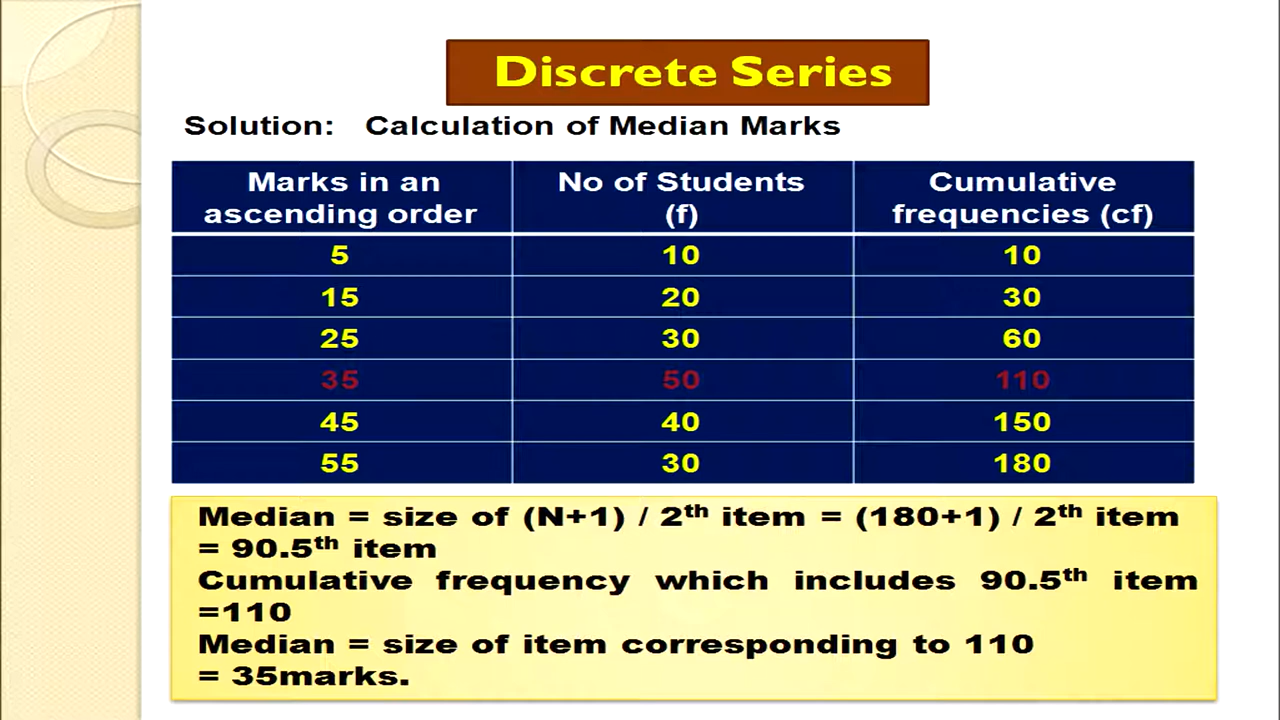 Discrete Series
Solution: Calculation of Median Marks
Marks in an ascending order No of Students (f) Cumulative frequencies (cf)
5 10 10
15 20 30
25 30 60
35 50 110
45 40 150
55 30 180
Median = size of (N+1) / 2th item = (180+1) / 2th item
= 90.5th item
Cumulative frequency which includes 90.5th item
=110
Median = size of item corresponding to 110
= 35marks.